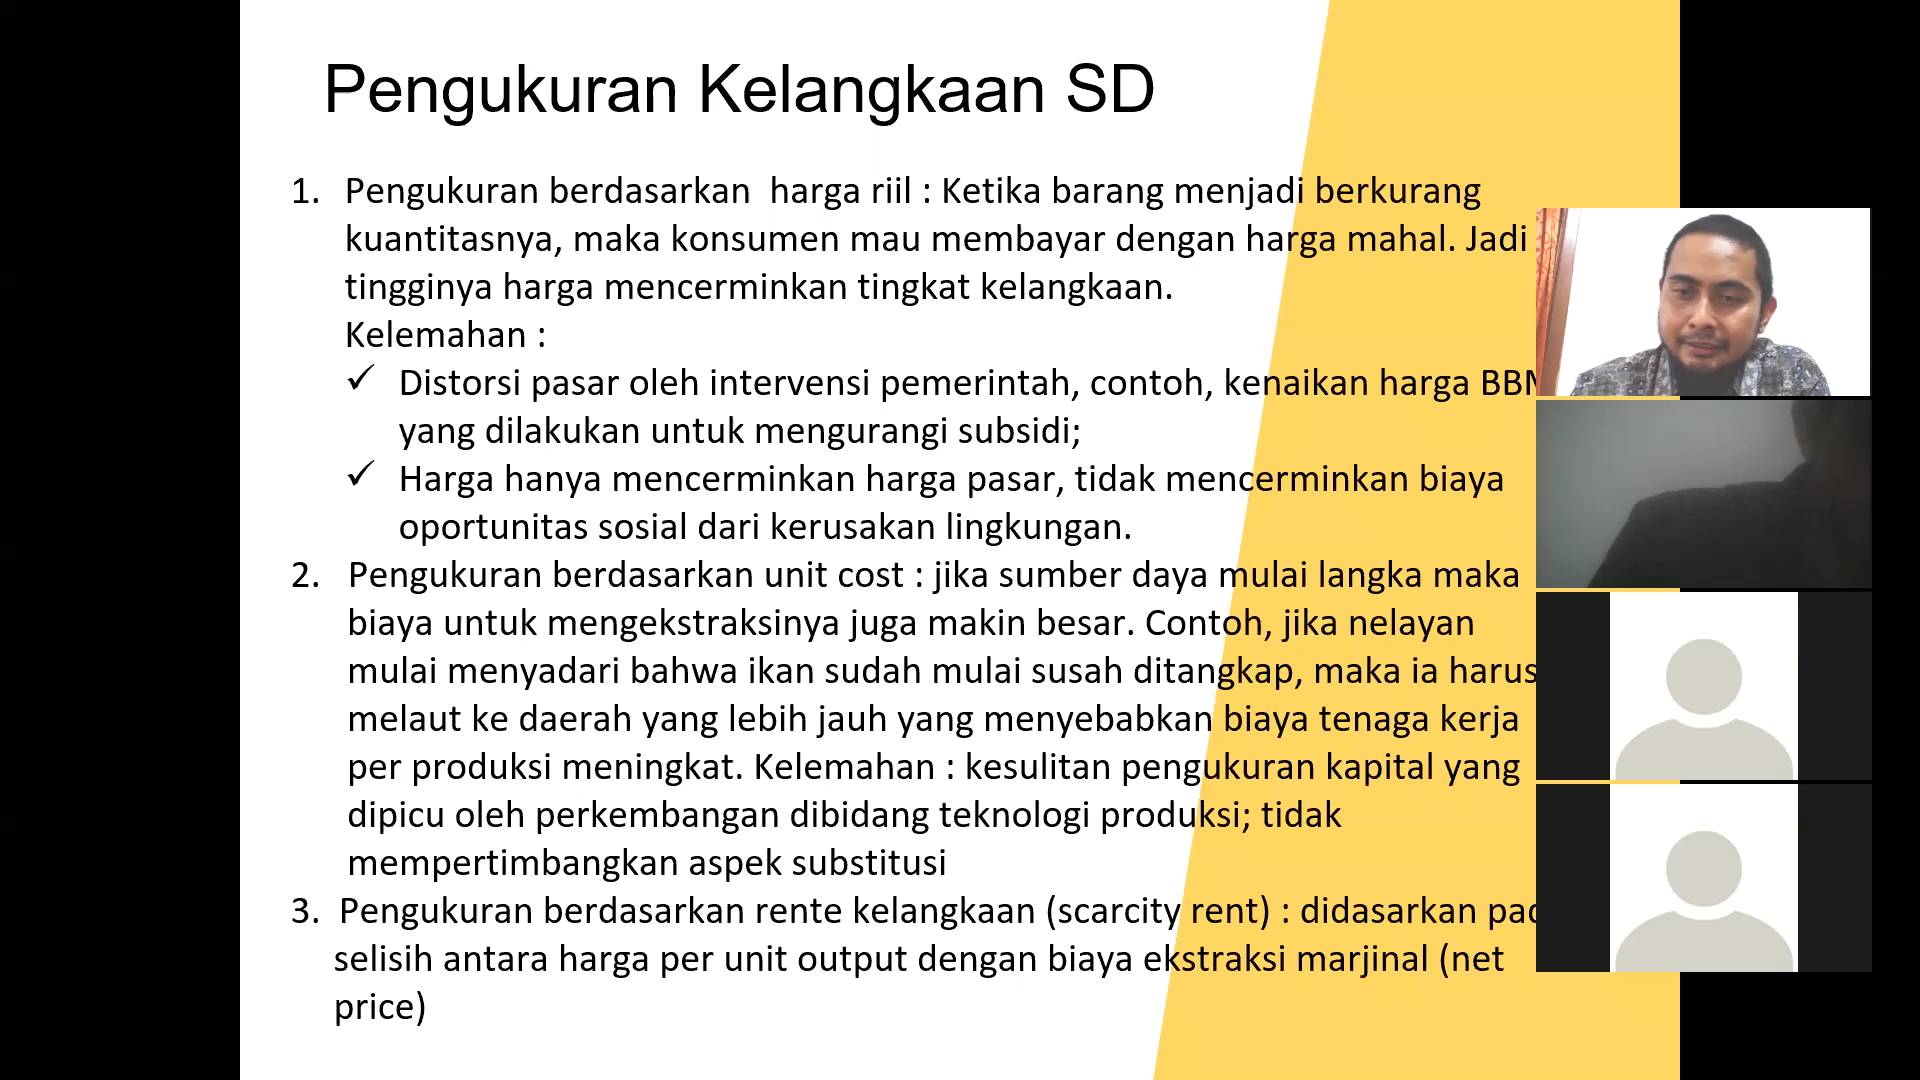 Pengukuran Kelangkaan SD
1. Pengukuran berdasarkan harga riil : Ketika barang menjadi berkurang
kuantitasnya, maka konsumen mau membayar dengan harga mahal. Jadi
tingginya harga mencerminkan tingkat kelangkaan.
Kelemahan :
✓ Distorsi pasar oleh intervensi pemerintah, contoh, kenaikan harga
yang dilakukan untuk mengurangi subsidi;
✓ Harga hanya mencerminkan harga pasar, tidak mencerminkan biaya
oportunitas sosial dari kerusakan lingkungan.
2. Pengukuran berdasarkan unit cost : jika sumber daya mulai langka maka
biaya untuk mengekstraksinya juga makin besar. Contoh, jika nelayan
mulai menyadari bahwa ikan sudah mulai susah ditangkap, maka ia harus
melaut ke daerah yang lebih jauh yang menyebabkan biaya tenaga kerja
per produksi meningkat. Kelemahan : kesulitan pengukuran kapital yang
dipicu oleh perkembangan dibidang teknologi produksi; tidak
mempertimbangkan aspek substitusi
3. Pengukuran berdasarkan rente kelangkaan (scarcity rent) : didasarkan
selisih antara harga per unit output dengan biaya ekstraksi marjinal (net
price)